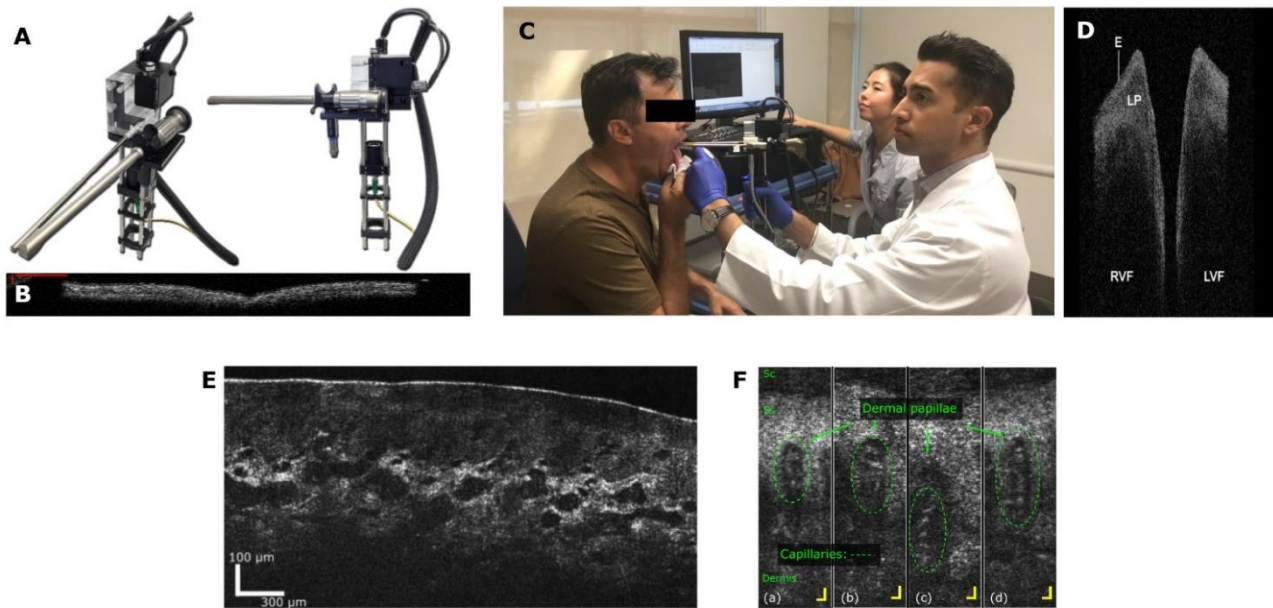 A
B
C
D
E
LP
RVF
LVF
E
100 µm
300 µm
F
Sc
Dermal papillae
Capillaries:
Dermis
(a)
(b)
(c)
(d)